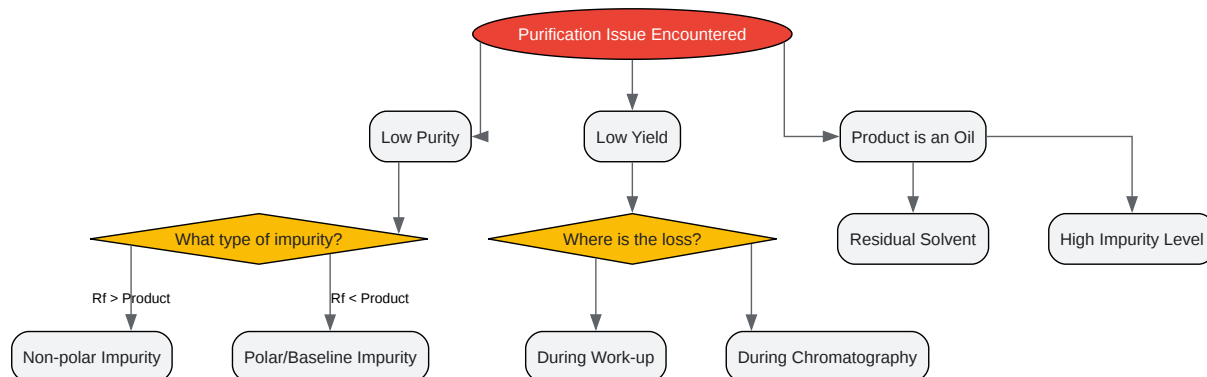 Purification Issue Encountered
Low Purity
Low Yield
Product is an Oil
What type of impurity?
Where is the loss?
Residual Solvent
High Impurity Level
Rf > Product
Rf < Product
Non-polar Impurity
Polar/Baseline Impurity
During Work-up
During Chromatography